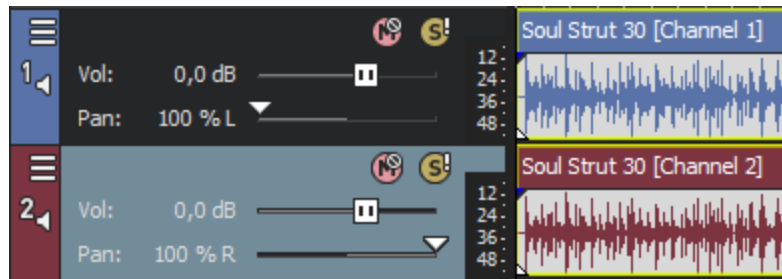 M S!
1 Vol: 0,0 dB
Pan: 100 % L
12
24
36
48
Soul Strut 30 [Channel 1]
M S!
2 Vol: 0,0 dB
Pan: 100 % R
12
24
36
48
Soul Strut 30 [Channel 2]